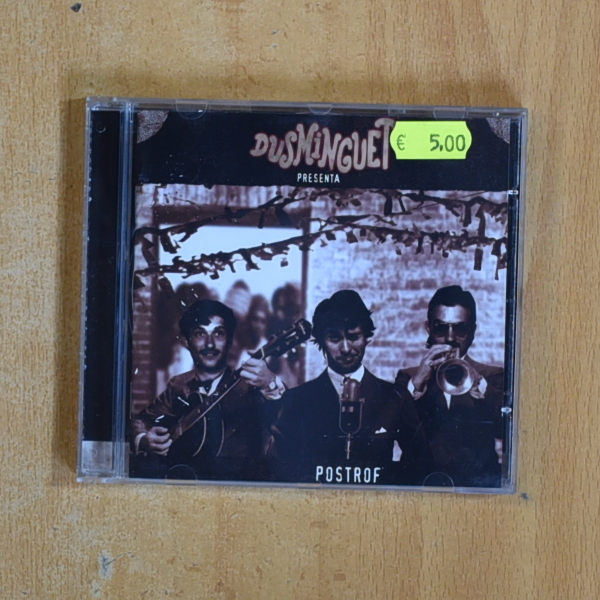 DUSMINGUET
€ 5,00
PRESENTA
POSTROF